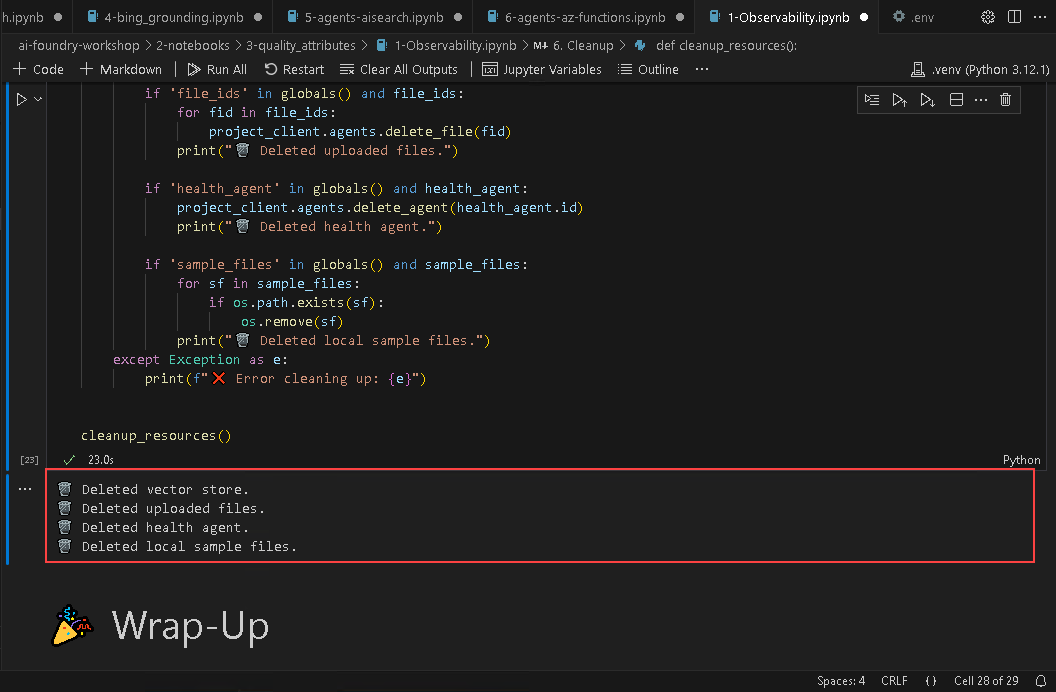 h.ipynb ● 4-bing_grounding.ipynb ● 5-agents-aisearch.ipynb ● 6-agents-az-functions.ipynb ● 1-Observability.ipynb ● .env ···
ai-foundry-workshop > 2-notebooks > 3-quality_attributes > 1-Observability.ipynb > M↓ 6. Cleanup > def cleanup_resources():
+ Code + Markdown | Run All Restart Clear All Outputs | Jupyter Variables Outline ··· .venv (Python 3.12.1)
if 'file_ids' in globals() and file_ids:
for fid in file_ids:
project_client.agents.delete_file(fid)
print("🗑️ Deleted uploaded files.")
if 'health_agent' in globals() and health_agent:
project_client.agents.delete_agent(health_agent.id)
print("🗑️ Deleted health agent.")
if 'sample_files' in globals() and sample_files:
for sf in sample_files:
if os.path.exists(sf):
os.remove(sf)
print("🗑️ Deleted local sample files.")
except Exception as e:
print(f"❌ Error cleaning up: {e}")
cleanup_resources()
[23] ✓ 23.0s Python
··· 🗑️ Deleted vector store.
🗑️ Deleted uploaded files.
🗑️ Deleted health agent.
🗑️ Deleted local sample files.
🎉 Wrap-Up
Spaces: 4 CRLF {} Cell 28 of 29